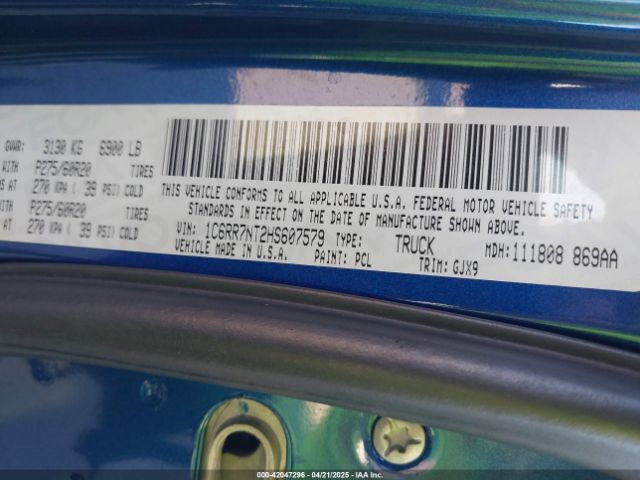 GVWR: 3130 KG 6900 LB
WITH P275/60R20 TIRES
AT 270 KPA ( 39 PSI) COLD
WITH P275/60R20 TIRES
AT 270 KPA ( 39 PSI) COLD
THIS VEHICLE CONFORMS TO ALL APPLICABLE U.S.A. FEDERAL MOTOR VEHICLE SAFETY
STANDARDS IN EFFECT ON THE DATE OF MANUFACTURE SHOWN ABOVE.
VIN: 1C6RR7NT2HS607579 TYPE: TRUCK MDH:111808 869AA
VEHICLE MADE IN U.S.A. PAINT: PCL TRIM: GJX9
000-42047296 - 04/21/2025 - IAAI.com